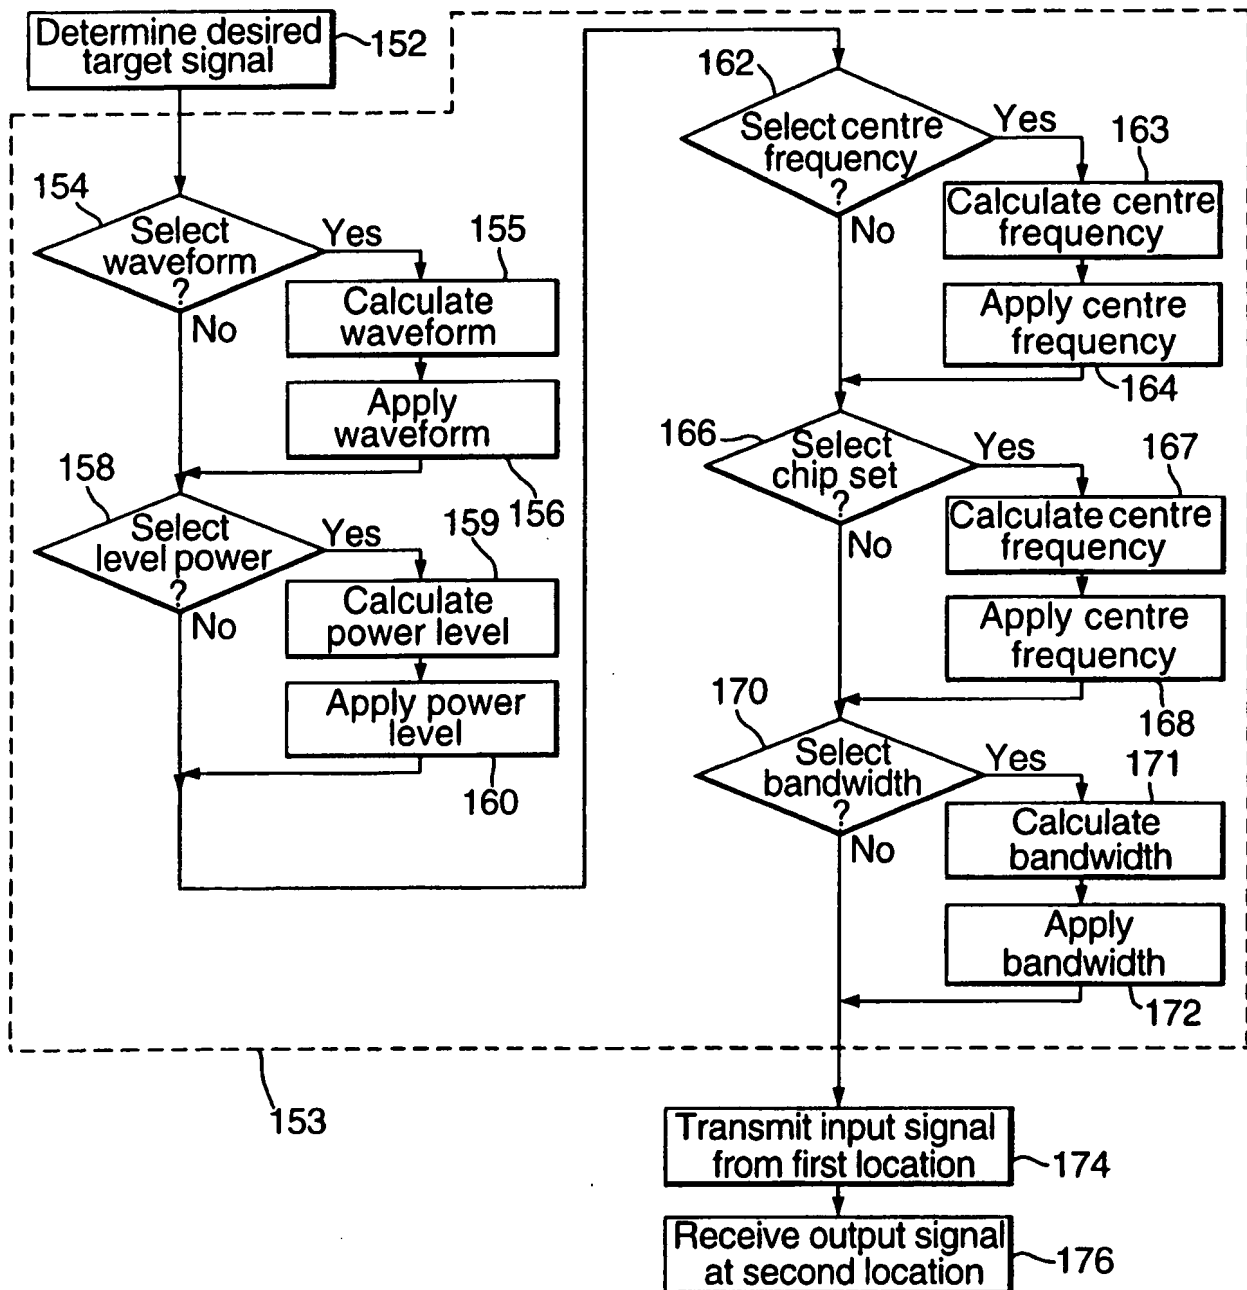 Determine desired
target signal
152
154
Select
waveform
?
Yes
No
155
Calculate
waveform
Apply
waveform
156
158
Select
level power
?
Yes
No
159
Calculate
power level
Apply power
level
160
162
Select centre
frequency
?
Yes
No
163
Calculate centre
frequency
Apply centre
frequency
164
166
Select
chip set
?
Yes
No
167
Calculate centre
frequency
Apply centre
frequency
168
170
Select
bandwidth
?
Yes
No
171
Calculate
bandwidth
Apply
bandwidth
172
153
Transmit input signal
from first location
174
Receive output signal
at second location
176